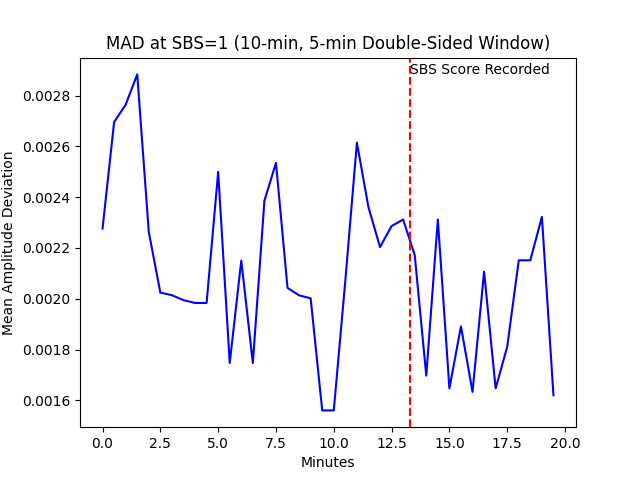 MAD at SBS=1 (10-min, 5-min Double-Sided Window)
SBS Score Recorded
Mean Amplitude Deviation
0.0028
0.0026
0.0024
0.0022
0.0020
0.0018
0.0016
0.0 2.5 5.0 7.5 10.0 12.5 15.0 17.5 20.0
Minutes